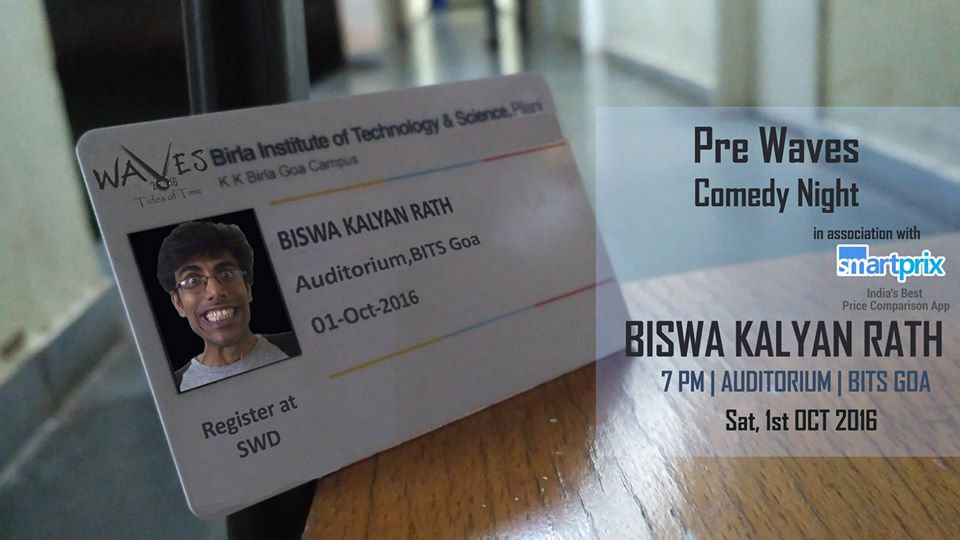 WAVES
2016
Tides of Time
Birla Institute of Technology & Science, Pilani
K K Birla Goa Campus
BISWA KALYAN RATH
Auditorium,BITS Goa
01-Oct-2016
Register at
SWD
Pre Waves
Comedy Night
in association with
smartprix
India's Best
Price Comparison App
BISWA KALYAN RATH
7 PM | AUDITORIUM | BITS GOA
Sat, 1st OCT 2016